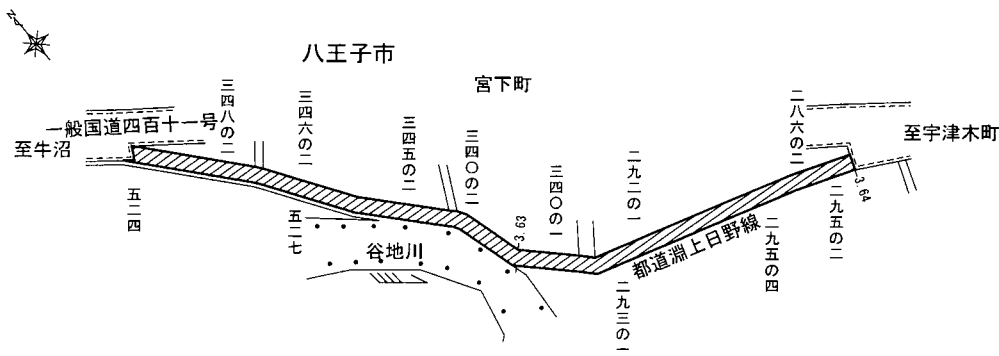 N
八王子市
宮下町
一般国道四百十一号
至牛沼
三四八の二
三四六の二
三四五の二
三四〇の二
三四〇の一
二九二の一
二八六の二
至宇津木町
五二四
五二七
谷地川
3.63
3.64
都道淵上日野線
二九三の
二九五の四
二九五の二